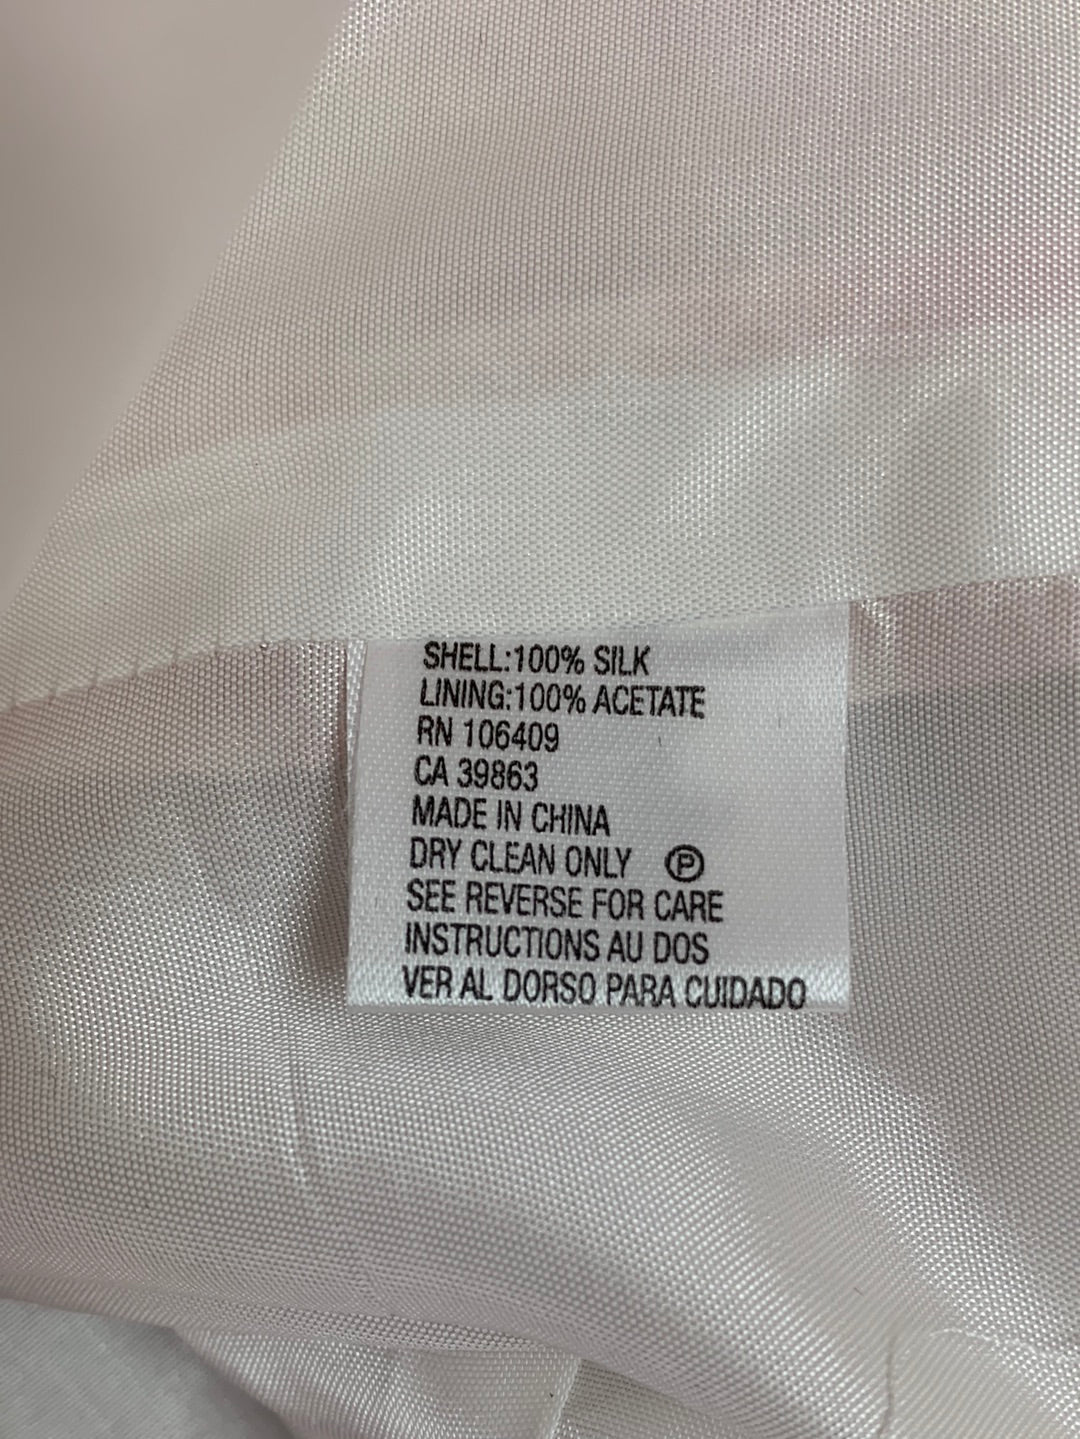 SHELL:100% SILK
LINING:100% ACETATE
RN 106409
CA 39863
MADE IN CHINA
DRY CLEAN ONLY Ⓟ
SEE REVERSE FOR CARE
INSTRUCTIONS AU DOS
VER AL DORSO PARA CUIDADO